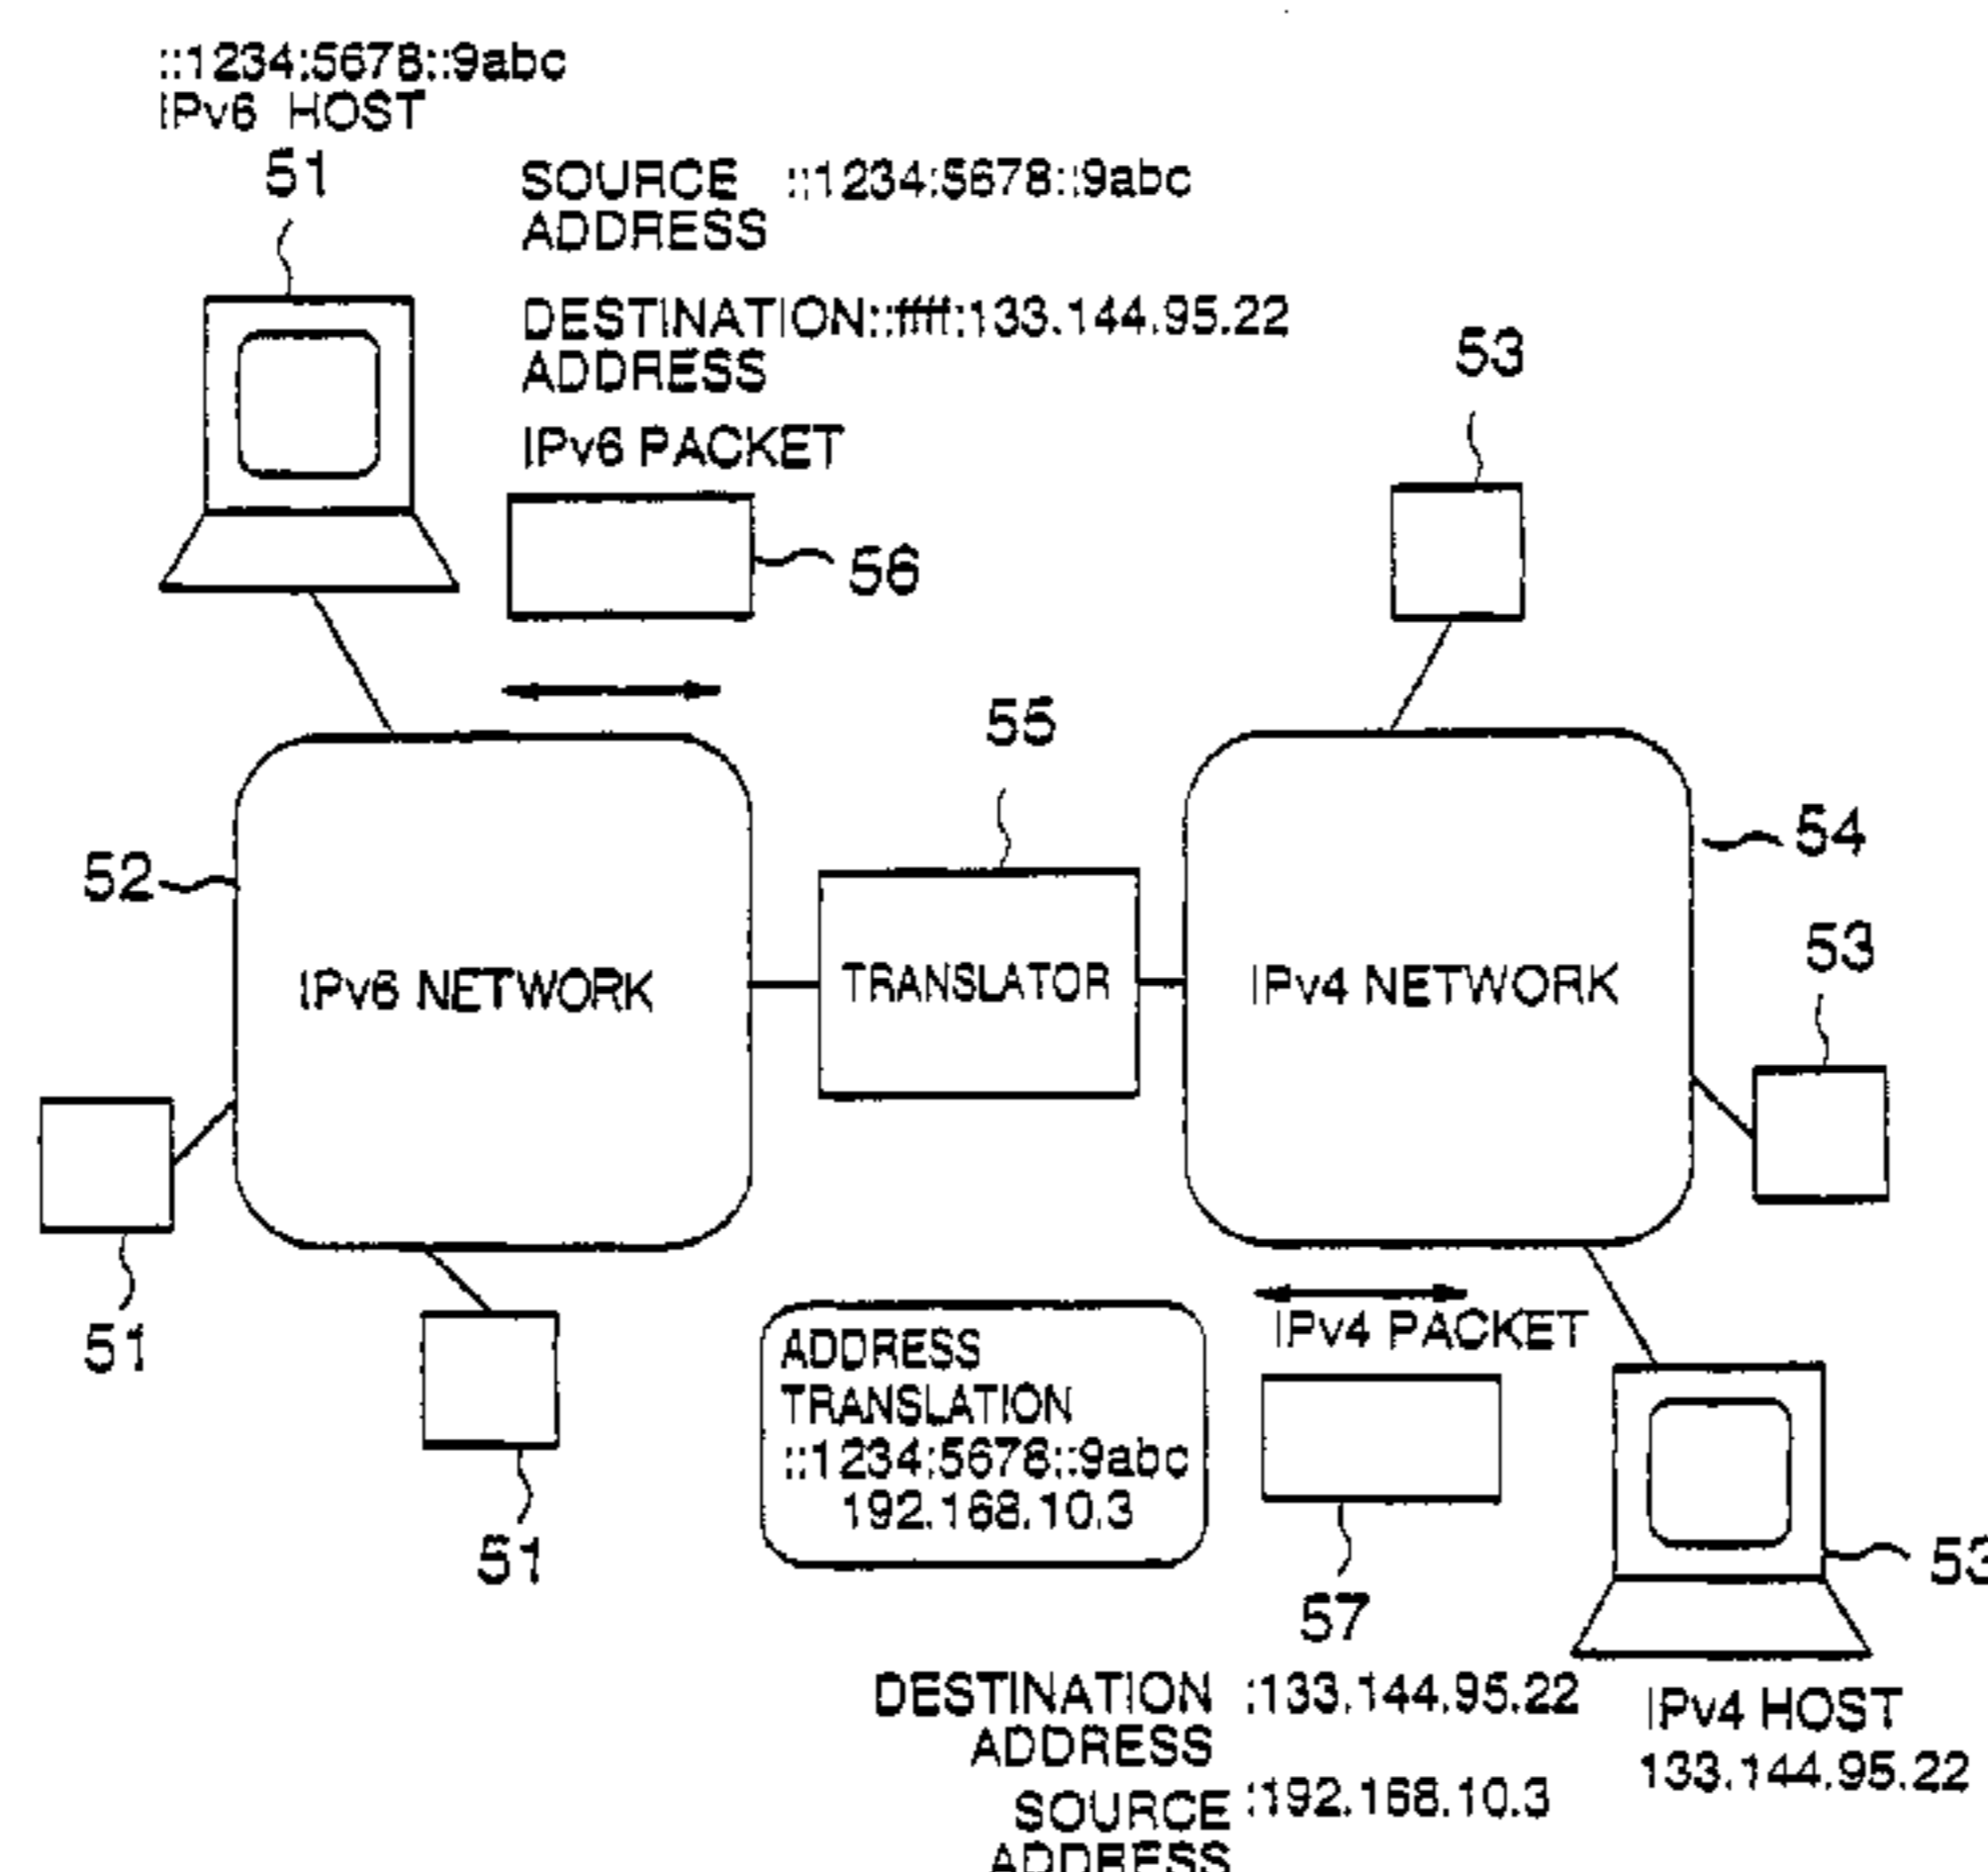 ::1234:5678::9abc
IPv6 HOST
51
SOURCE ::1234:5678::9abc
ADDRESS
DESTINATION::ffff:133.144.95.22
ADDRESS
IPv6 PACKET
56
53
55
54
52
53
IPv6 NETWORK
TRANSLATOR
IPv4 NETWORK
51
51
ADDRESS
TRANSLATION
::1234:5678::9abc
192.168.10.3
IPv4 PACKET
57
53
DESTINATION :133.144.95.22
ADDRESS
SOURCE :192.168.10.3
ADDRESS
IPv4 HOST
133.144.95.22